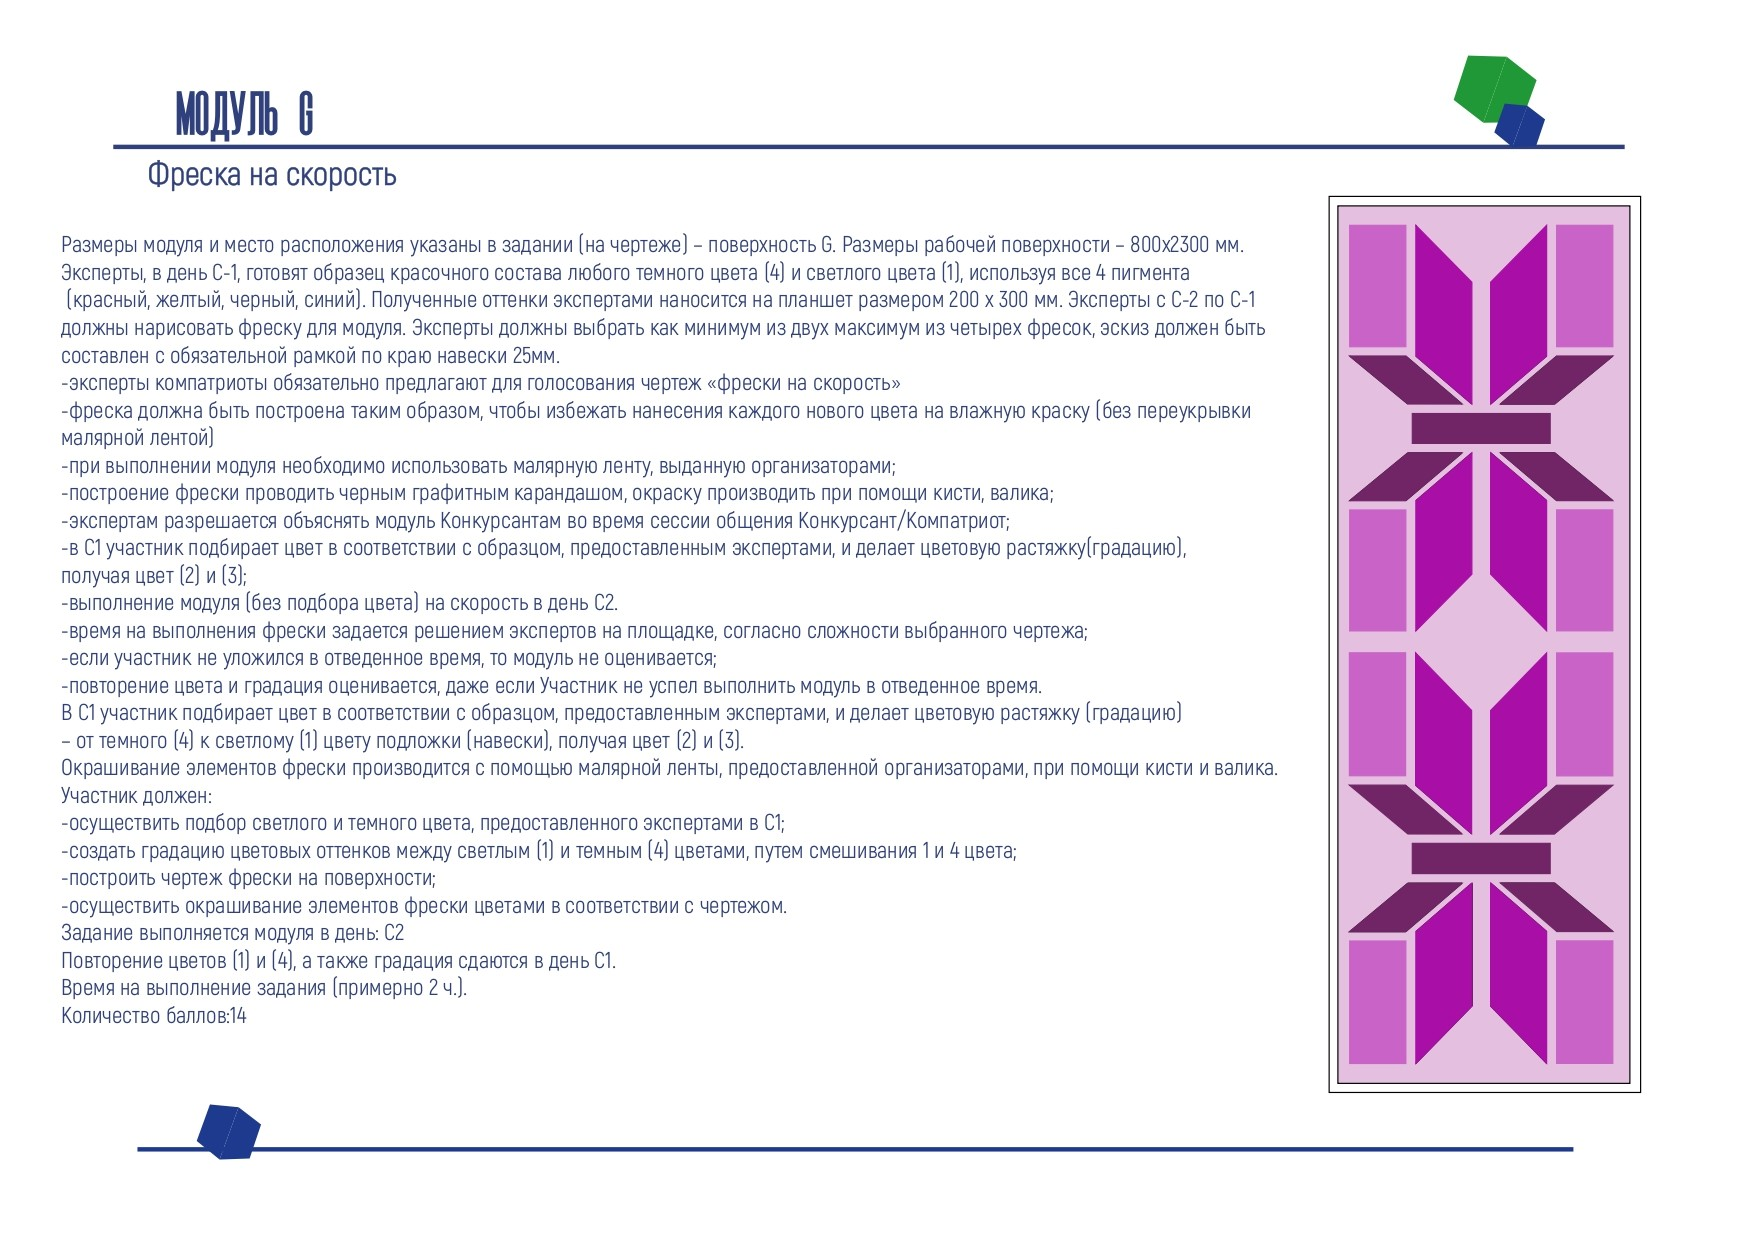 МОДУЛЬ G
Фреска на скорость
Размеры модуля и место расположения указаны в задании (на чертеже) – поверхность G. Размеры рабочей поверхности – 800х2300 мм.
Эксперты, в день С-1, готовят образец красочного состава любого темного цвета (4) и светлого цвета (1), используя все 4 пигмента
(красный, желтый, черный, синий). Полученные оттенки экспертами наносится на планшет размером 200 х 300 мм. Эксперты с С-2 по С-1
должны нарисовать фреску для модуля. Эксперты должны выбрать как минимум из двух максимум из четырех фресок, эскиз должен быть
составлен с обязательной рамкой по краю навески 25мм.
-эксперты компатриоты обязательно предлагают для голосования чертеж «фрески на скорость»
-фреска должна быть построена таким образом, чтобы избежать нанесения каждого нового цвета на влажную краску (без переукрывки
малярной лентой)
-при выполнении модуля необходимо использовать малярную ленту, выданную организаторами;
-построение фрески проводить черным графитным карандашом, окраску производить при помощи кисти, валика;
-экспертам разрешается объяснять модуль Конкурсантам во время сессии общения Конкурсант/Компатриот;
-в С1 участник подбирает цвет в соответствии с образцом, предоставленным экспертами, и делает цветовую растяжку(градацию),
получая цвет (2) и (3);
-выполнение модуля (без подбора цвета) на скорость в день С2.
-время на выполнения фрески задается решением экспертов на площадке, согласно сложности выбранного чертежа;
-если участник не уложился в отведенное время, то модуль не оценивается;
-повторение цвета и градация оценивается, даже если Участник не успел выполнить модуль в отведенное время.
В С1 участник подбирает цвет в соответствии с образцом, предоставленным экспертами, и делает цветовую растяжку (градацию)
– от темного (4) к светлому (1) цвету подложки (навески), получая цвет (2) и (3).
Окрашивание элементов фрески производится с помощью малярной ленты, предоставленной организаторами, при помощи кисти и валика.
Участник должен:
-осуществить подбор светлого и темного цвета, предоставленного экспертами в С1;
-создать градацию цветовых оттенков между светлым (1) и темным (4) цветами, путем смешивания 1 и 4 цвета;
-построить чертеж фрески на поверхности;
-осуществить окрашивание элементов фрески цветами в соответствии с чертежом.
Задание выполняется модуля в день: С2
Повторение цветов (1) и (4), а также градация сдаются в день С1.
Время на выполнение задания (примерно 2 ч.).
Количество баллов:14